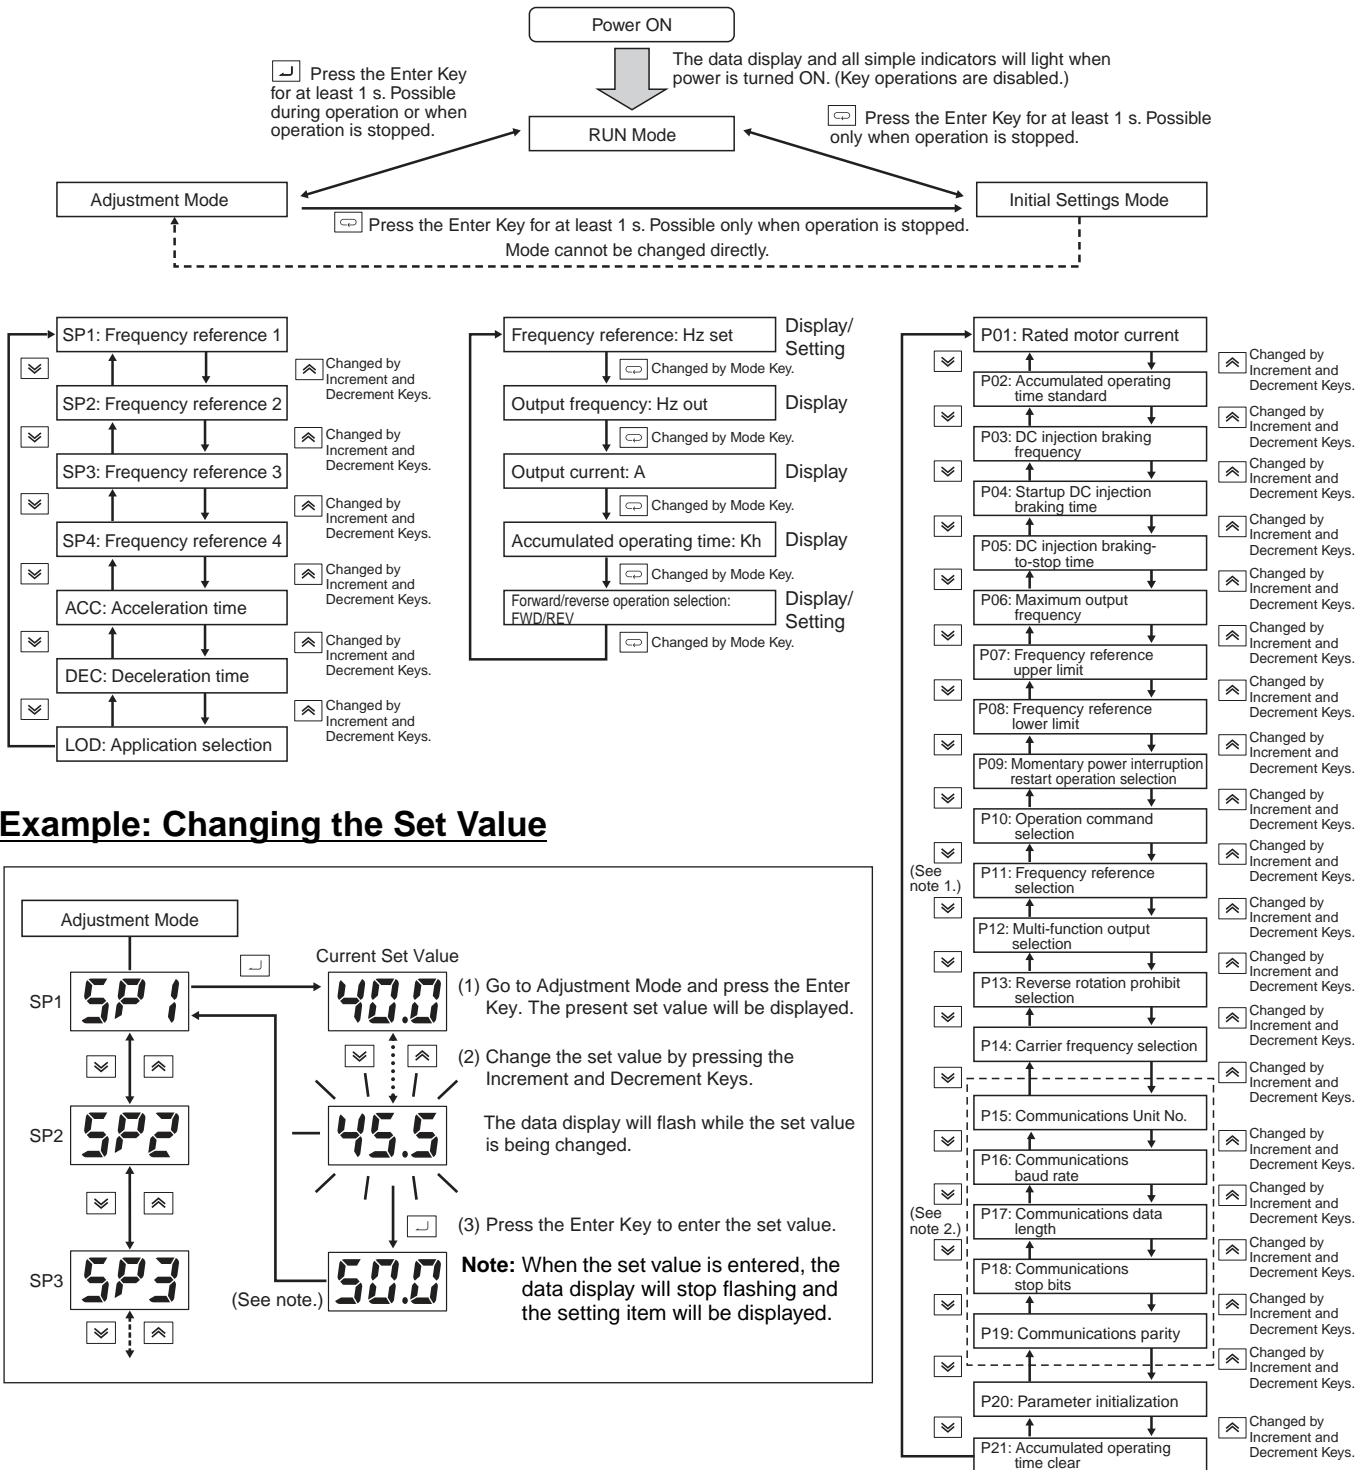 Power ON
The data display and all simple indicators will light when
power is turned ON. (Key operations are disabled.)
Press the Enter Key
for at least 1 s. Possible
during operation or when
operation is stopped.
Press the Enter Key for at least 1 s. Possible
only when operation is stopped.
RUN Mode
Adjustment Mode
Initial Settings Mode
Press the Enter Key for at least 1 s. Possible only when operation is stopped.
Mode cannot be changed directly.
SP1: Frequency reference 1
Changed by
Increment and
Decrement Keys.
SP2: Frequency reference 2
Changed by
Increment and
Decrement Keys.
SP3: Frequency reference 3
Changed by
Increment and
Decrement Keys.
SP4: Frequency reference 4
Changed by
Increment and
Decrement Keys.
ACC: Acceleration time
Changed by
Increment and
Decrement Keys.
DEC: Deceleration time
Changed by
Increment and
Decrement Keys.
LOD: Application selection
Frequency reference: Hz set
Display/
Setting
Changed by Mode Key.
Output frequency: Hz out
Display
Changed by Mode Key.
Output current: A
Display
Changed by Mode Key.
Accumulated operating time: Kh
Display
Changed by Mode Key.
Forward/reverse operation selection:
FWD/REV
Display/
Setting
Changed by Mode Key.
P01: Rated motor current
Changed by
Increment and
Decrement Keys.
P02: Accumulated operating
time standard
Changed by
Increment and
Decrement Keys.
P03: DC injection braking
frequency
Changed by
Increment and
Decrement Keys.
P04: Startup DC injection
braking time
Changed by
Increment and
Decrement Keys.
P05: DC injection braking-
to-stop time
Changed by
Increment and
Decrement Keys.
P06: Maximum output
frequency
Changed by
Increment and
Decrement Keys.
P07: Frequency reference
upper limit
Changed by
Increment and
Decrement Keys.
P08: Frequency reference
lower limit
Changed by
Increment and
Decrement Keys.
P09: Momentary power interruption
restart operation selection
Changed by
Increment and
Decrement Keys.
P10: Operation command
selection
Changed by
Increment and
Decrement Keys.
(See
note 1.)
P11: Frequency reference
selection
Changed by
Increment and
Decrement Keys.
P12: Multi-function output
selection
Changed by
Increment and
Decrement Keys.
P13: Reverse rotation prohibit
selection
Changed by
Increment and
Decrement Keys.
P14: Carrier frequency selection
Changed by
Increment and
Decrement Keys.
P15: Communications Unit No.
Changed by
Increment and
Decrement Keys.
P16: Communications
baud rate
Changed by
Increment and
Decrement Keys.
(See
note 2.)
P17: Communications data
length
Changed by
Increment and
Decrement Keys.
P18: Communications
stop bits
Changed by
Increment and
Decrement Keys.
P19: Communications parity
Changed by
Increment and
Decrement Keys.
P20: Parameter initialization
Changed by
Increment and
Decrement Keys.
P21: Accumulated operating
time clear
Example: Changing the Set Value
Adjustment Mode
Current Set Value
SP1
SP1
40.0
(1) Go to Adjustment Mode and press the Enter
Key. The present set value will be displayed.
(2) Change the set value by pressing the
Increment and Decrement Keys.
SP2
SP2
45.5
The data display will flash while the set value
is being changed.
(3) Press the Enter Key to enter the set value.
SP3
SP3
(See note.)
50.0
Note: When the set value is entered, the
data display will stop flashing and
the setting item will be displayed.